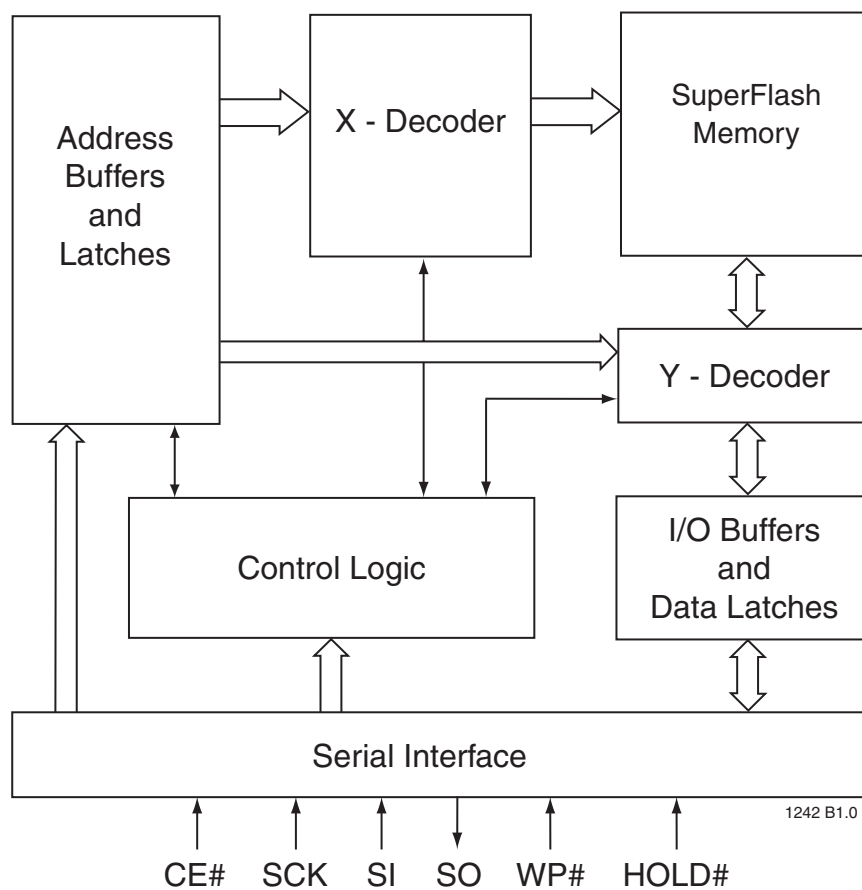 Address
Buffers
and
Latches
X - Decoder
SuperFlash
Memory
Y - Decoder
Control Logic
I/O Buffers
and
Data Latches
Serial Interface
1242 B1.0
CE# SCK SI SO WP# HOLD#